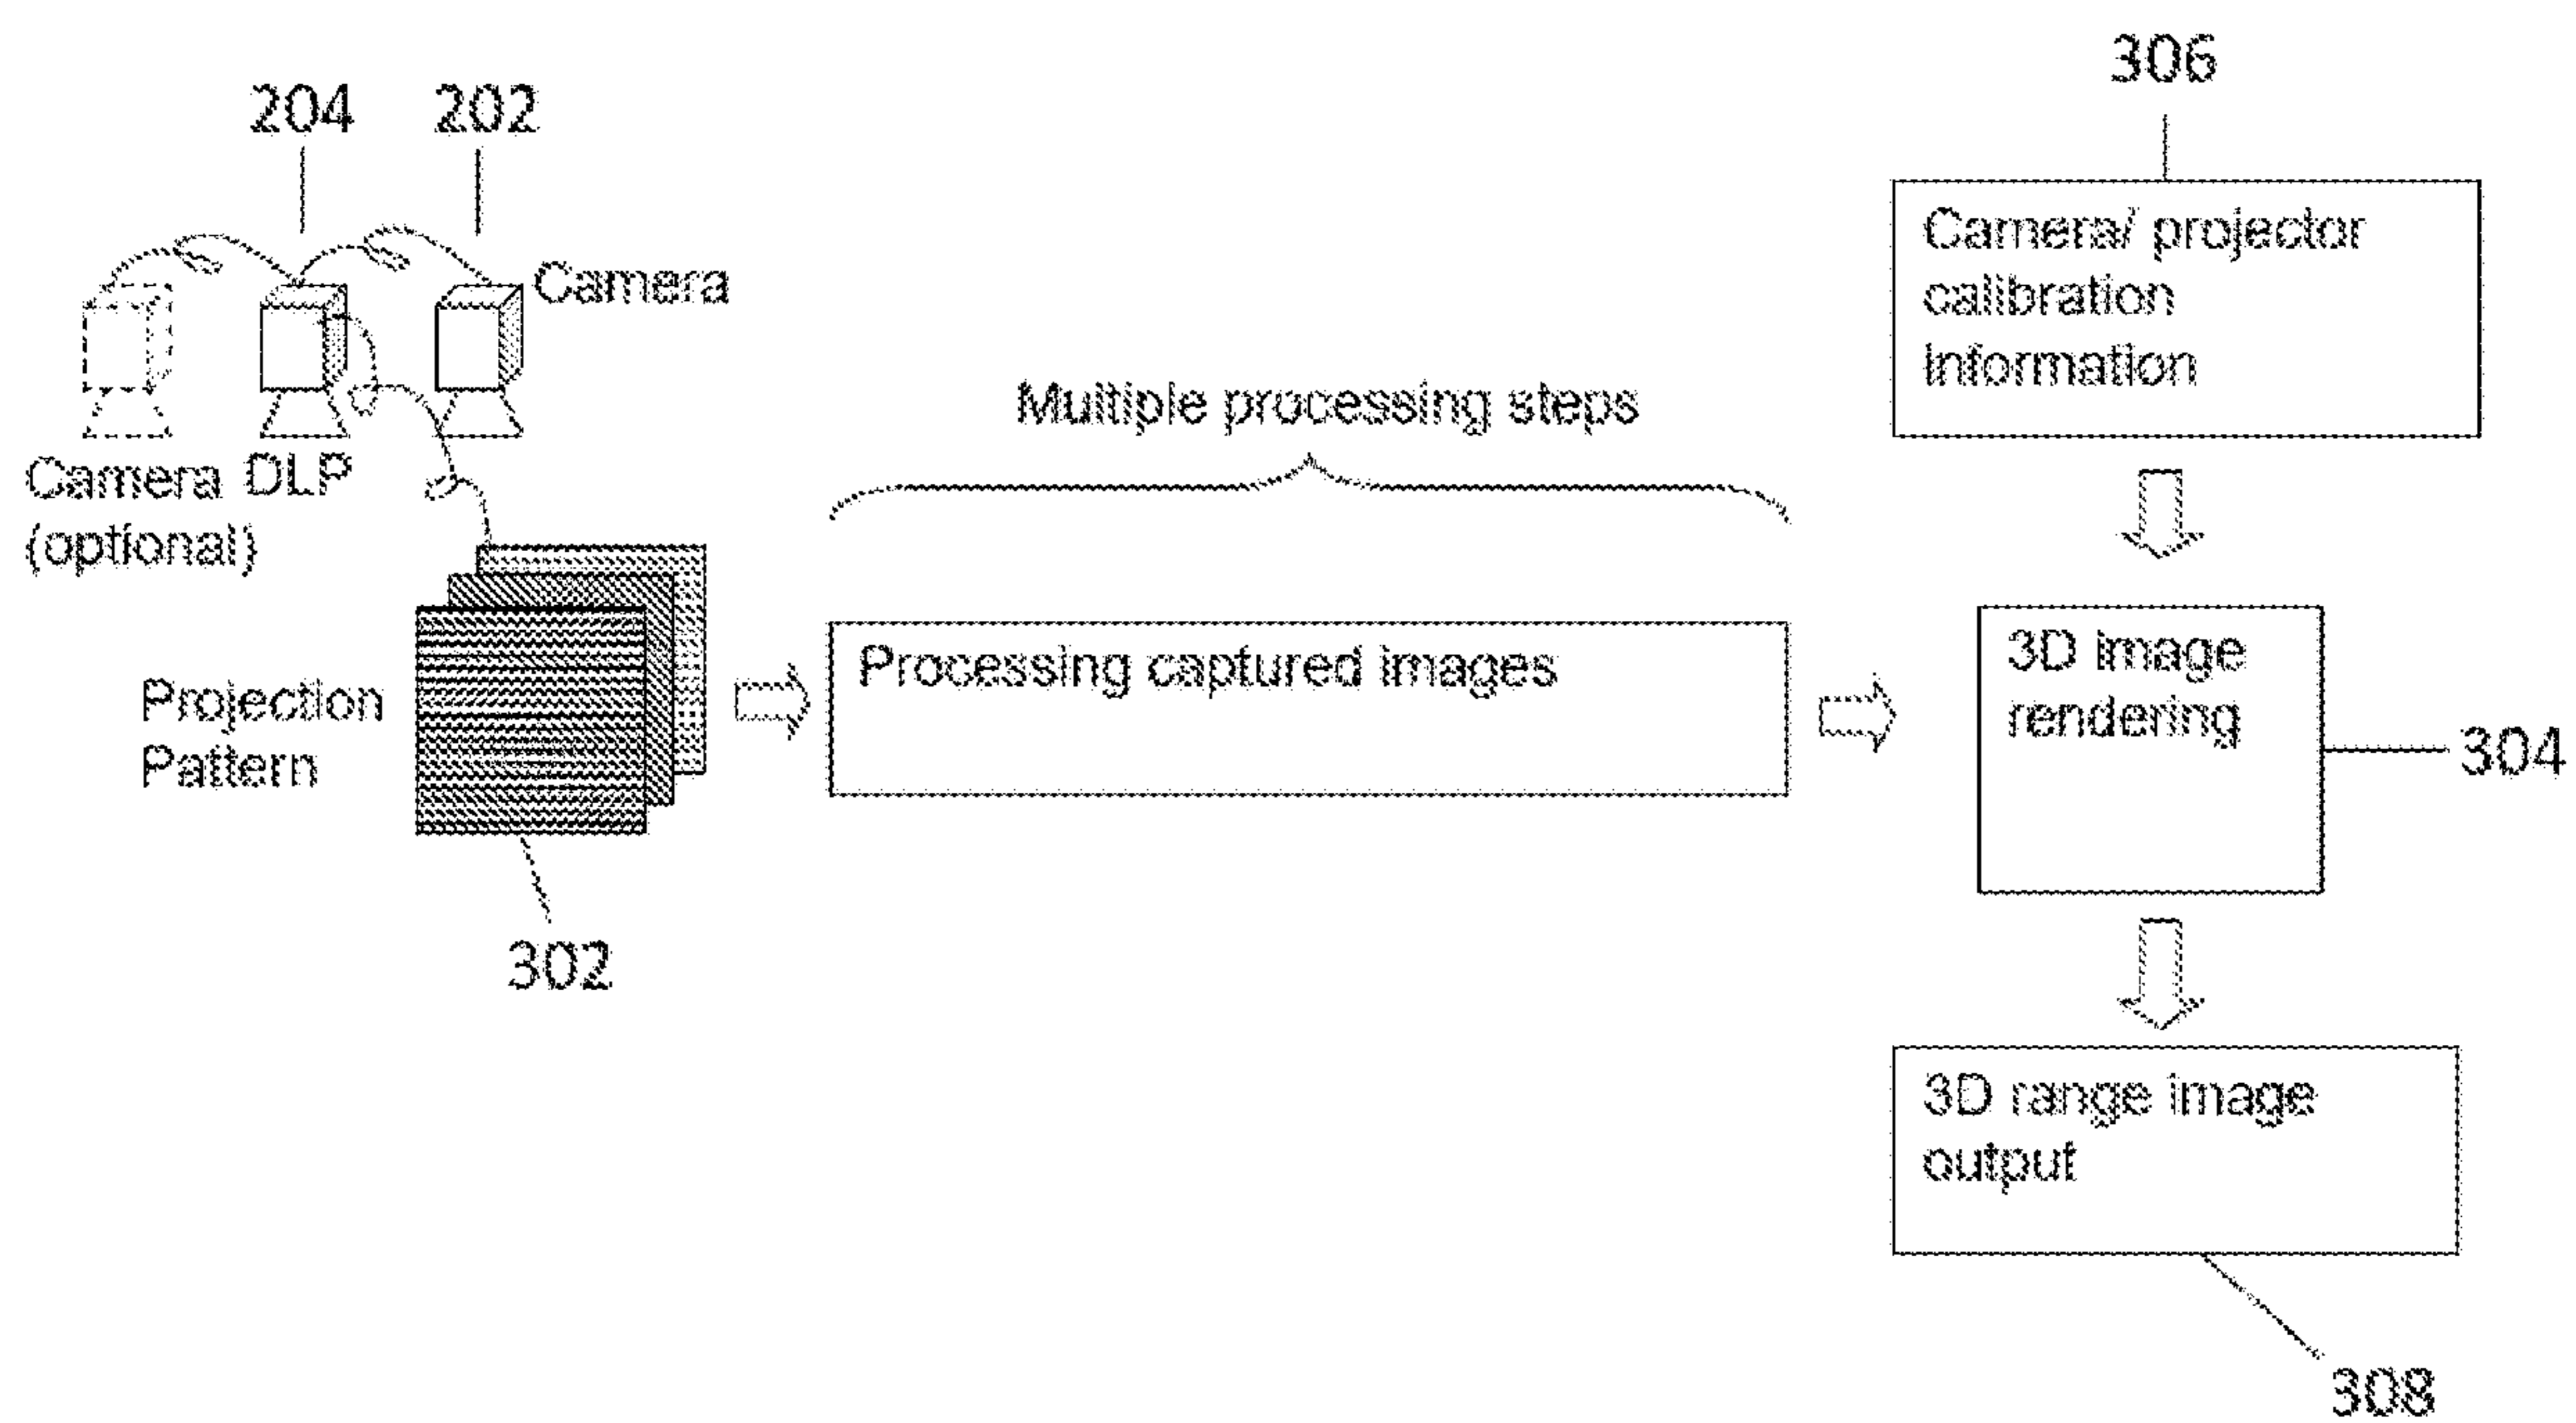 306
204 202
Camera/ projector
calibration
information
Camera
Multiple processing steps
Camera DLP
(optional)
3D image
rendering
Processing captured images
Projection
Pattern
304
302
3D range image
output
308